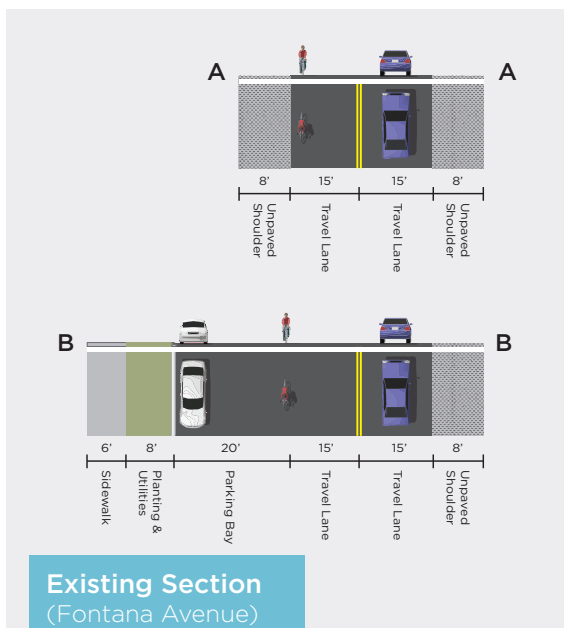 A A
8’ 15’ 15’ 8’
Unpaved
Shoulder
Travel Lane
Travel Lane
Unpaved
Shoulder
B B
6’ 8’ 20’ 15’ 15’ 8’
Sidewalk
Planting &
Utilities
Parking Bay
Travel Lane
Travel Lane
Unpaved
Shoulder
Existing Section
(Fontana Avenue)